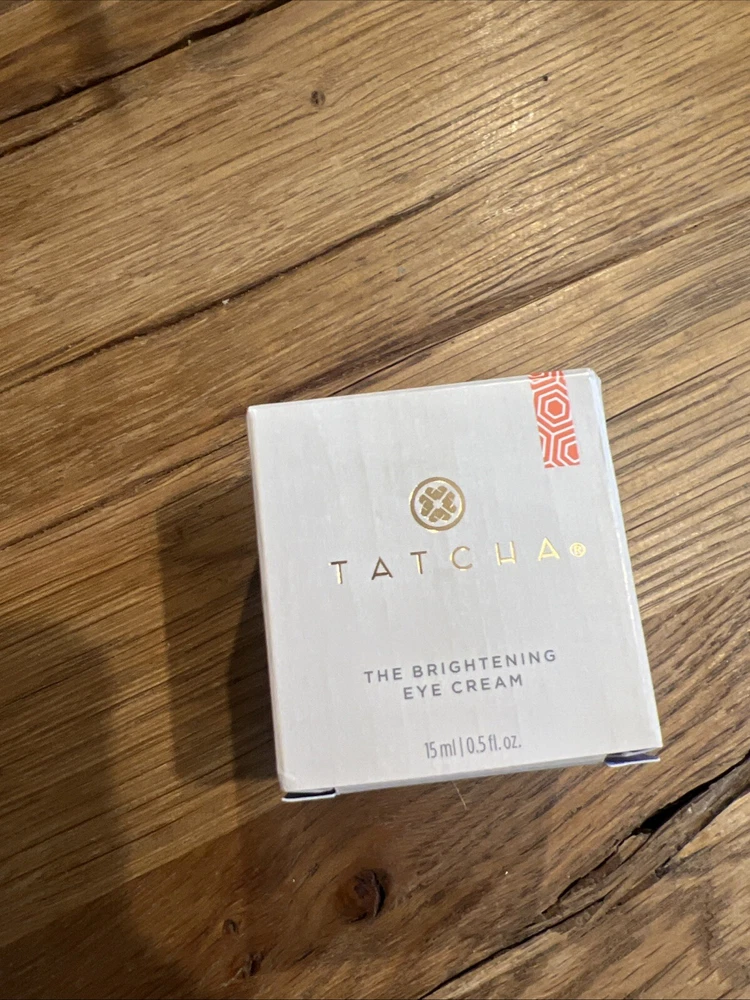 TATCHA®
THE BRIGHTENING
EYE CREAM
15 ml | 0.5 fl. oz.